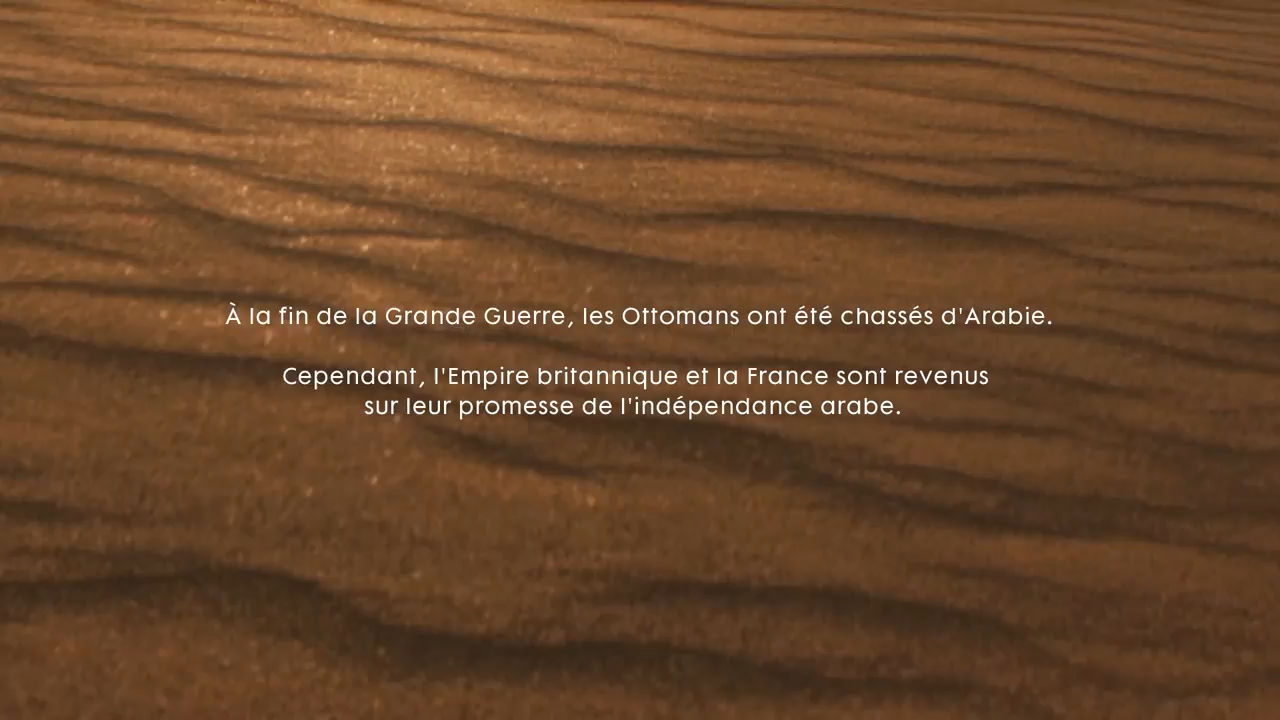 À la fin de la Grande Guerre, les Ottomans ont été chassés d'Arabie.
Cependant, l'Empire britannique et la France sont revenus
sur leur promesse de l'indépendance arabe.